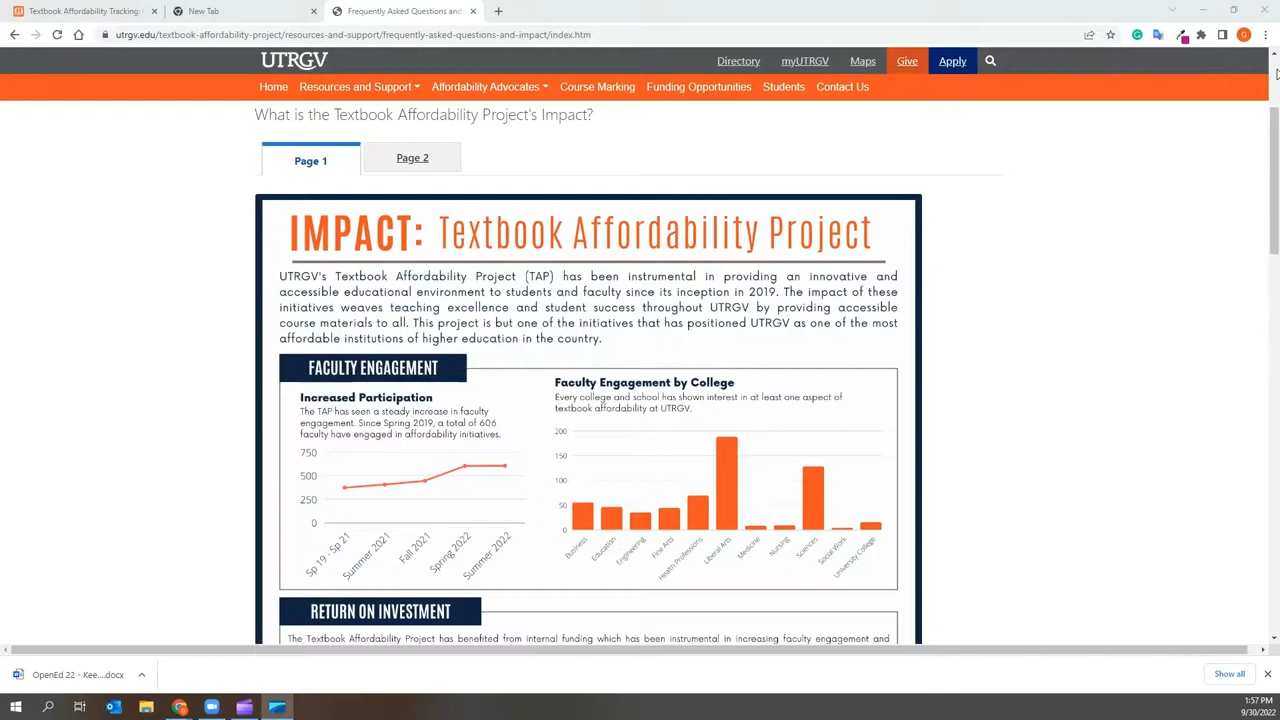 Textbook Affordability Tracking:
New Tab
Frequently Asked Questions and
utrgv.edu/textbook-affordability-project/resources-and-support/frequently-asked-questions-and-impact/index.htm
UTRGV
Directory
myUTRGV
Maps
Give
Apply
Home
Resources and Support
Affordability Advocates
Course Marking
Funding Opportunities
Students
Contact Us
What is the Textbook Affordability Project's Impact?
Page 1
Page 2
IMPACT: Textbook Affordability Project
UTRGV's Textbook Affordability Project (TAP) has been instrumental in providing an innovative and
accessible educational environment to students and faculty since its inception in 2019. The impact of these
initiatives weaves teaching excellence and student success throughout UTRGV by providing accessible
course materials to all. This project is but one of the initiatives that has positioned UTRGV as one of the most
affordable institutions of higher education in the country.
FACULTY ENGAGEMENT
Increased Participation
The TAP has seen a steady increase in faculty
engagement. Since Spring 2019, a total of 606
faculty have engaged in affordability initiatives.
750
500
250
0
Sp 19 - Sp 21
Summer 2021
Fall 2021
Spring 2022
Summer 2022
Faculty Engagement by College
Every college and school has shown interest in at least one aspect of
textbook affordability at UTRGV.
200
150
100
50
0
Business
Education
Engineering
Fine Arts
Health Professions
Liberal Arts
Medicine
Nursing
Sciences
Social Work
University College
RETURN ON INVESTMENT
The Textbook Affordability Project has benefited from internal funding which has been instrumental in increasing faculty engagement and
OpenEd 22 - Kee....docx
Show all
1:57 PM
9/30/2022